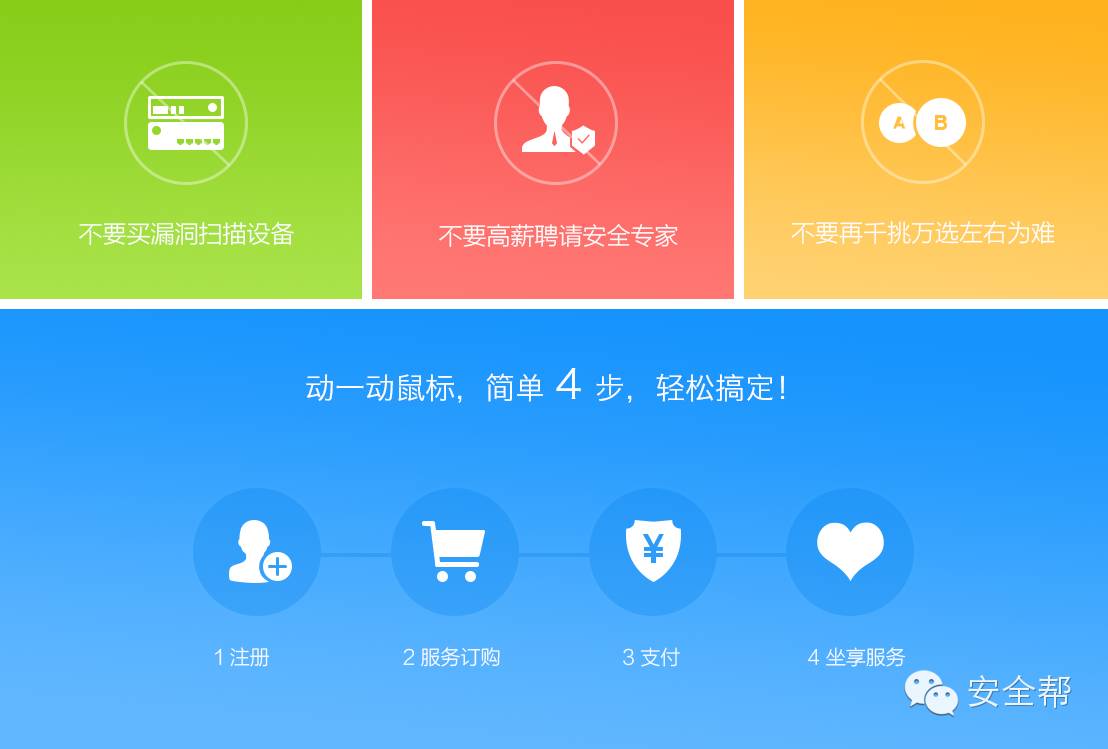 A B
不要买漏洞扫描设备
不要高薪聘请安全专家
不要再千挑万选左右为难
动一动鼠标，简单 4 步，轻松搞定！
¥
1 注册
2 服务订购
3 支付
4 坐享服务
安全帮